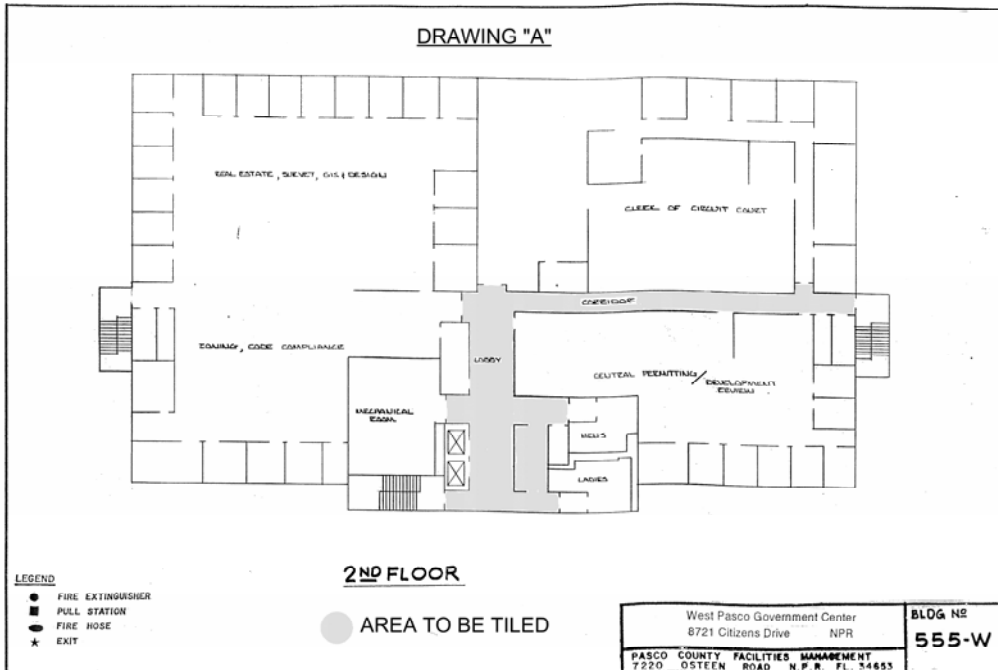 DRAWING "A"
REAL ESTATE, SURVEY, GIS & DESIGN
CLERK OF CIRCUIT COURT
CORRIDOR
ZONING, CODE COMPLIANCE
LOBBY
CENTRAL PERMITTING/
DEVELOPMENT
REVIEW
MECHANICAL
ROOM
MEN'S
LADIES
2ND FLOOR
AREA TO BE TILED
LEGEND
FIRE EXTINGUISHER
PULL STATION
FIRE HOSE
EXIT
West Pasco Government Center
8721 Citizens Drive NPR
PASCO COUNTY FACILITIES MANAGEMENT
7220 OSTEEN ROAD N.P.R. FL. 34653
BLDG Nº
555-W